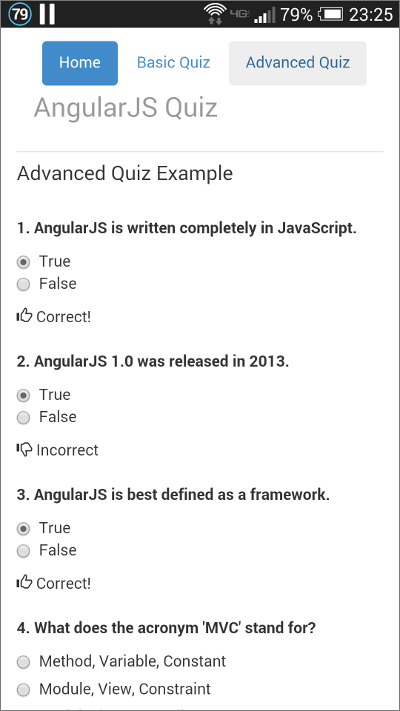 79 4G 79% 23:25
Home Basic Quiz Advanced Quiz
AngularJS Quiz
Advanced Quiz Example
1. AngularJS is written completely in JavaScript.
True
False
Correct!
2. AngularJS 1.0 was released in 2013.
True
False
Incorrect
3. AngularJS is best defined as a framework.
True
False
Correct!
4. What does the acronym 'MVC' stand for?
Method, Variable, Constant
Module, View, Constraint